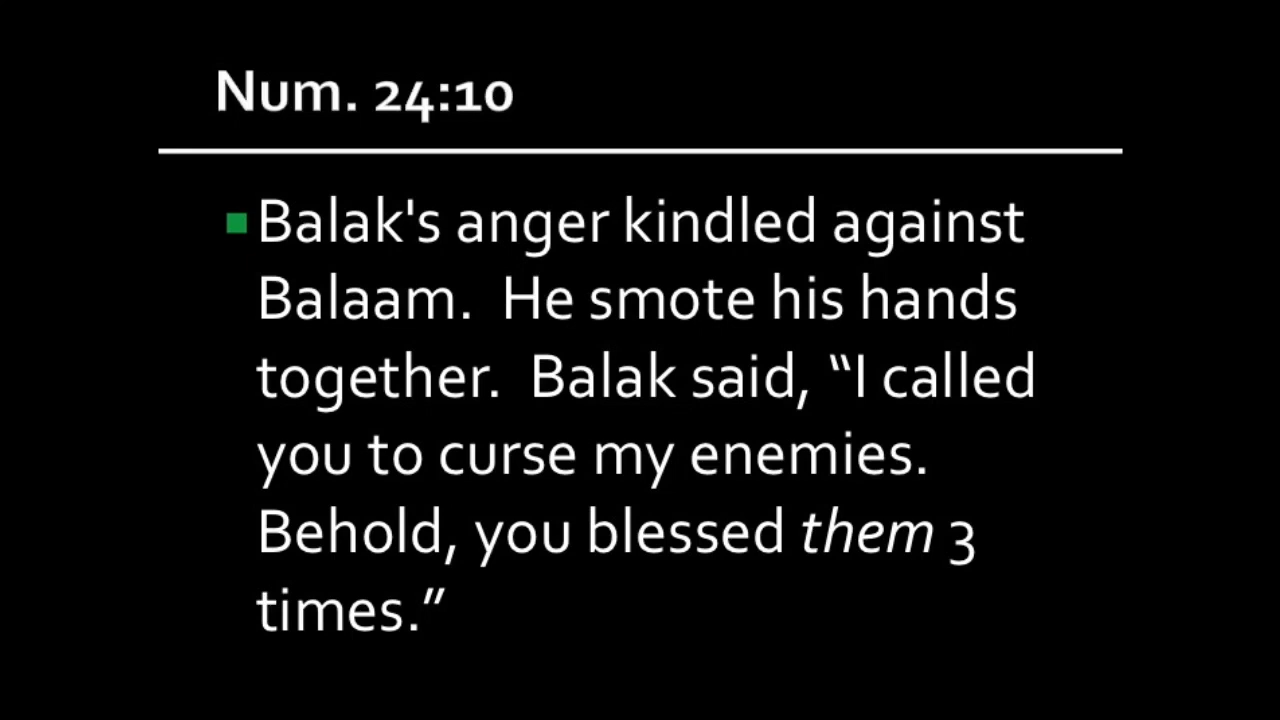 Num. 24:10
Balak's anger kindled against
Balaam.  He smote his hands
together.  Balak said, “I called
you to curse my enemies.
Behold, you blessed them 3
times.”